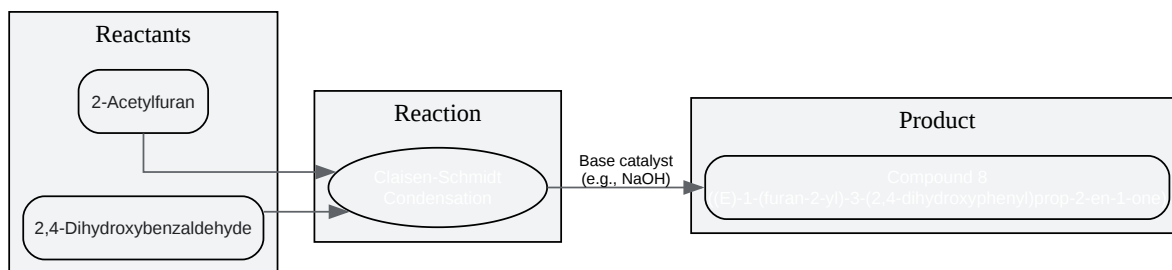 Reactants
2-Acetylfuran
2,4-Dihydroxybenzaldehyde
Reaction
Claisen-Schmidt
Condensation
Base catalyst
(e.g., NaOH)
Product
Compound 8
((E)-1-(furan-2-yl)-3-(2,4-dihydroxyphenyl)prop-2-en-1-one)